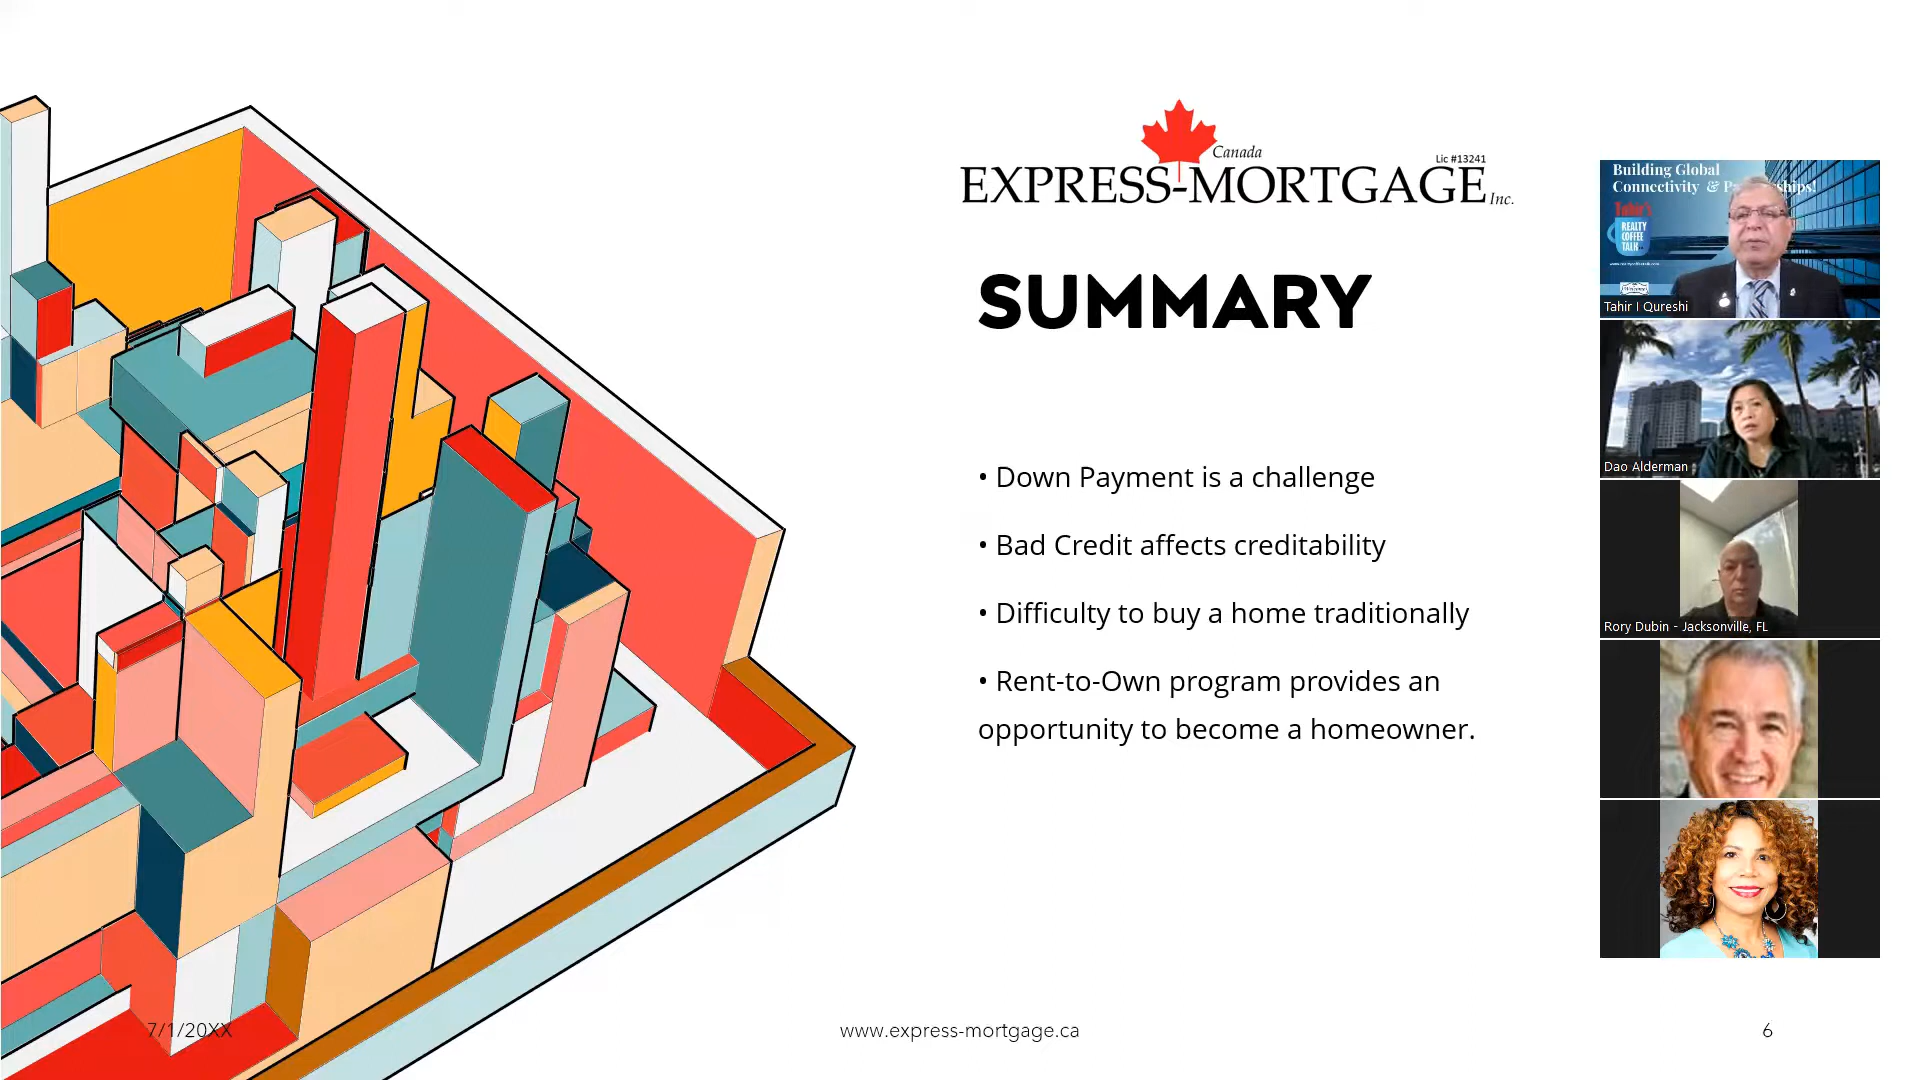 Canada
Lic #13241
EXPRESS-MORTGAGE Inc.
SUMMARY
• Down Payment is a challenge
• Bad Credit affects creditability
• Difficulty to buy a home traditionally
• Rent-to-Own program provides an
opportunity to become a homeowner.
7/1/20XX
www.express-mortgage.ca
6
Building Global
Connectivity &
Tahir's
REALTY
COFFEE
TALK
Tahir I Qureshi
Dao Alderman
Rory Dubin - Jacksonville, FL